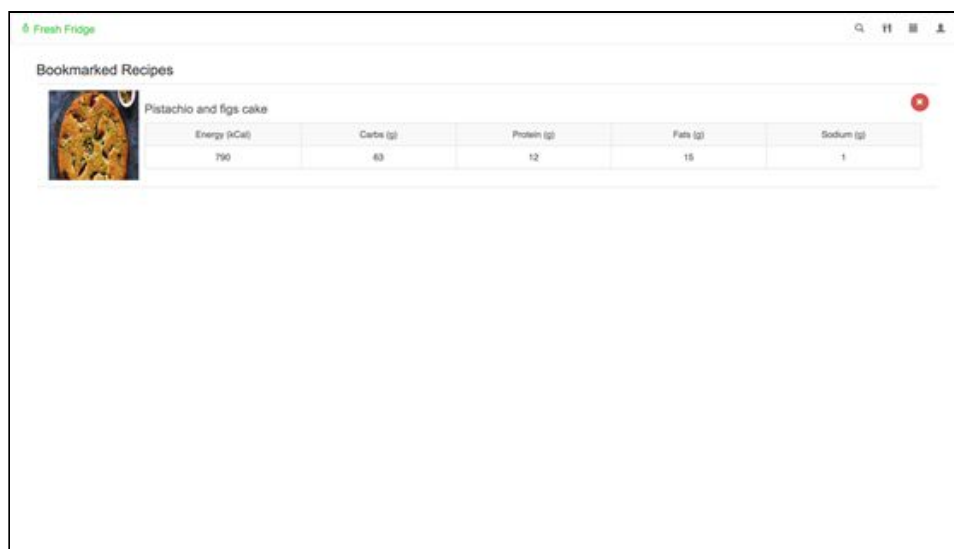 Fresh Fridge
Bookmarked Recipes
Pistachio and figs cake
Energy (kCal) Carbs (g) Protein (g) Fats (g) Sodium (g)
790 63 12 15 1